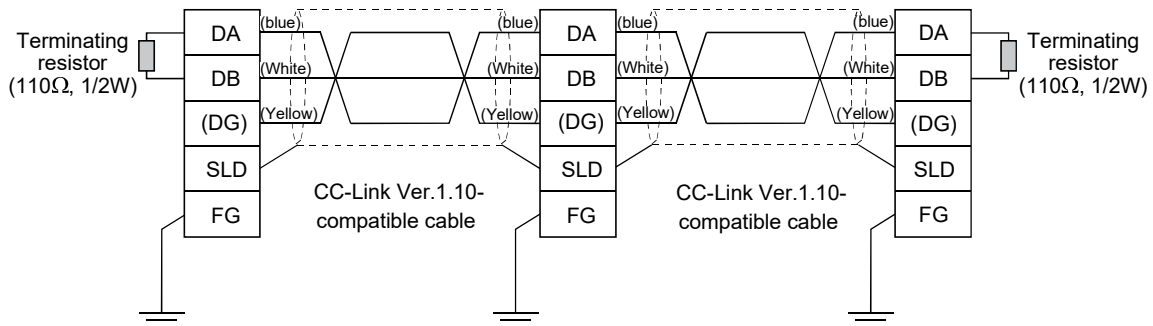 DA
(blue)
(blue)
DA
(blue)
(blue)
DA
Terminating
resistor
(110Ω, 1/2W)
Terminating
resistor
(110Ω, 1/2W)
DB
(White)
(White)
DB
(White)
(White)
DB
(DG)
(Yellow)
(Yellow)
(DG)
(Yellow)
(Yellow)
(DG)
SLD
SLD
SLD
CC-Link Ver.1.10-
compatible cable
CC-Link Ver.1.10-
compatible cable
FG
FG
FG